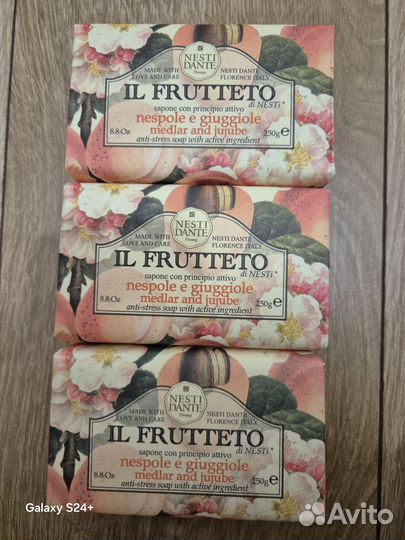 NESTI
DANTE
Firenze
MADE WITH
LOVE AND CARE
NESTI DANTE
FLORENCE ITALY
IL FRUTTETO
di NESTI*
sapone con principio attivo
nespole e giuggiole
medlar and jujube
8.8 Oz
250g e
anti-stress soap with active ingredient
NESTI
DANTE
Firenze
MADE WITH
LOVE AND CARE
NESTI DANTE
FLORENCE ITALY
IL FRUTTETO
di NESTI*
sapone con principio attivo
nespole e giuggiole
medlar and jujube
8.8 Oz
250g e
anti-stress soap with active ingredient
NESTI
DANTE
Firenze
MADE WITH
LOVE AND CARE
NESTI DANTE
FLORENCE ITALY
IL FRUTTETO
di NESTI*
sapone con principio attivo
nespole e giuggiole
medlar and jujube
8.8 Oz
250g e
anti-stress soap with active ingredient
Galaxy S24+
Avito